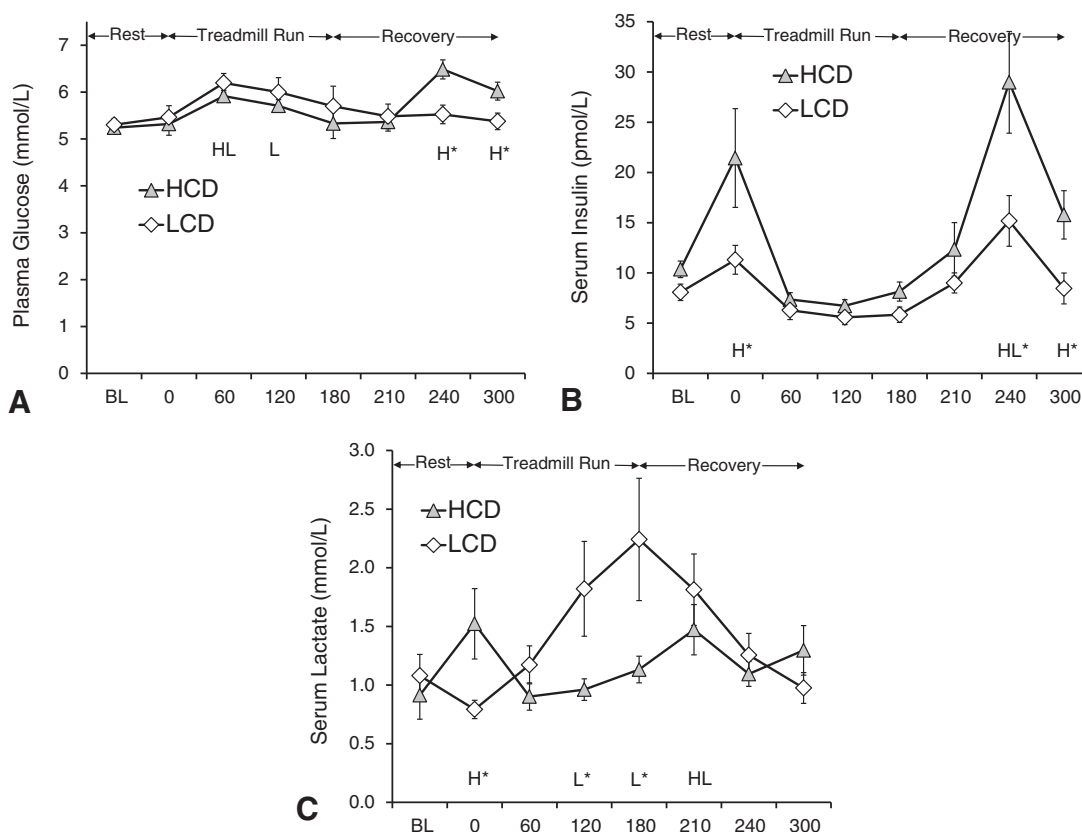 Rest Treadmill Run Recovery
Plasma Glucose (mmol/L)
7
6
5
4
3
2
1
0
HL L H* H*
HCD
LCD
BL 0 60 120 180 210 240 300
A
Rest Treadmill Run Recovery
Serum Insulin (pmol/L)
35
30
25
20
15
10
5
0
HCD
LCD
H* HL* H*
BL 0 60 120 180 210 240 300
B
Rest Treadmill Run Recovery
Serum Lactate (mmol/L)
3.0
2.5
2.0
1.5
1.0
0.5
0.0
HCD
LCD
H* L* L* HL
BL 0 60 120 180 210 240 300
C